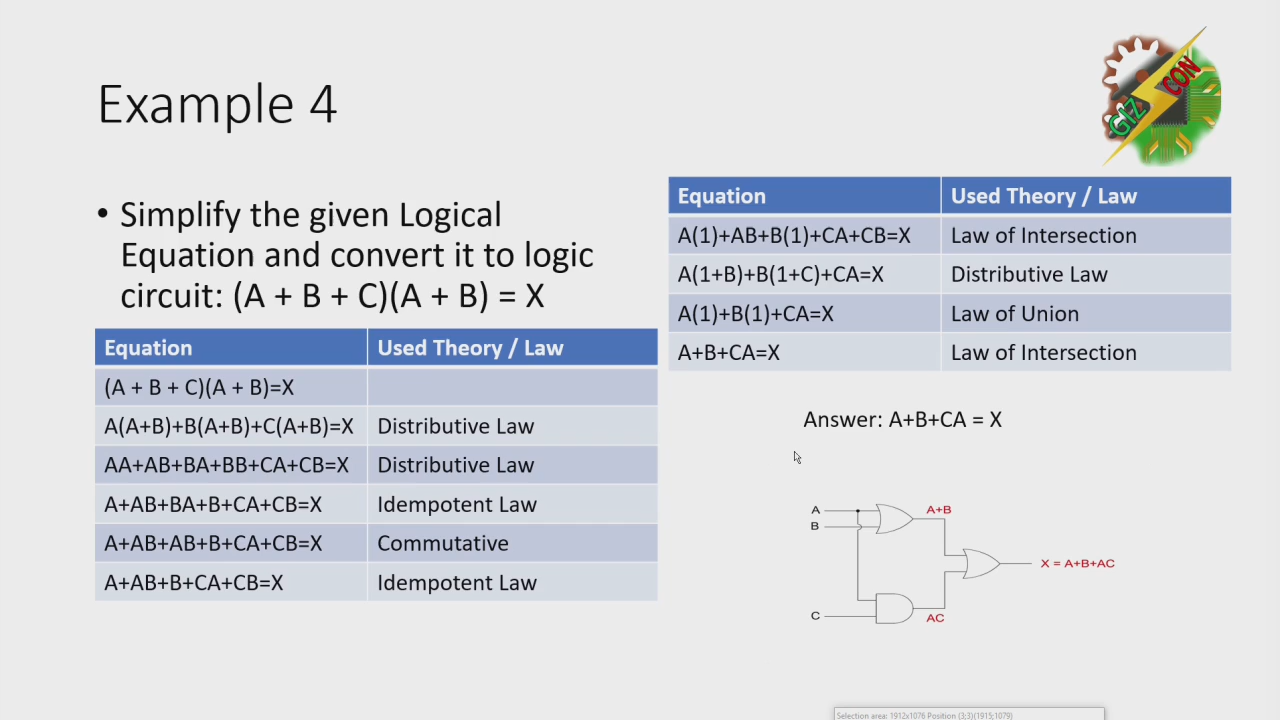 Example 4
GIZ CON
• Simplify the given Logical
Equation and convert it to logic
circuit: (A + B + C)(A + B) = X
Equation Used Theory / Law
(A + B + C)(A + B)=X
A(A+B)+B(A+B)+C(A+B)=X Distributive Law
AA+AB+BA+BB+CA+CB=X Distributive Law
A+AB+BA+B+CA+CB=X Idempotent Law
A+AB+AB+B+CA+CB=X Commutative
A+AB+B+CA+CB=X Idempotent Law
Equation Used Theory / Law
A(1)+AB+B(1)+CA+CB=X Law of Intersection
A(1+B)+B(1+C)+CA=X Distributive Law
A(1)+B(1)+CA=X Law of Union
A+B+CA=X Law of Intersection
Answer: A+B+CA = X
A A+B
B
X = A+B+AC
C AC
Selection area: 1912x1076 Position (3;3)(1915;1079)